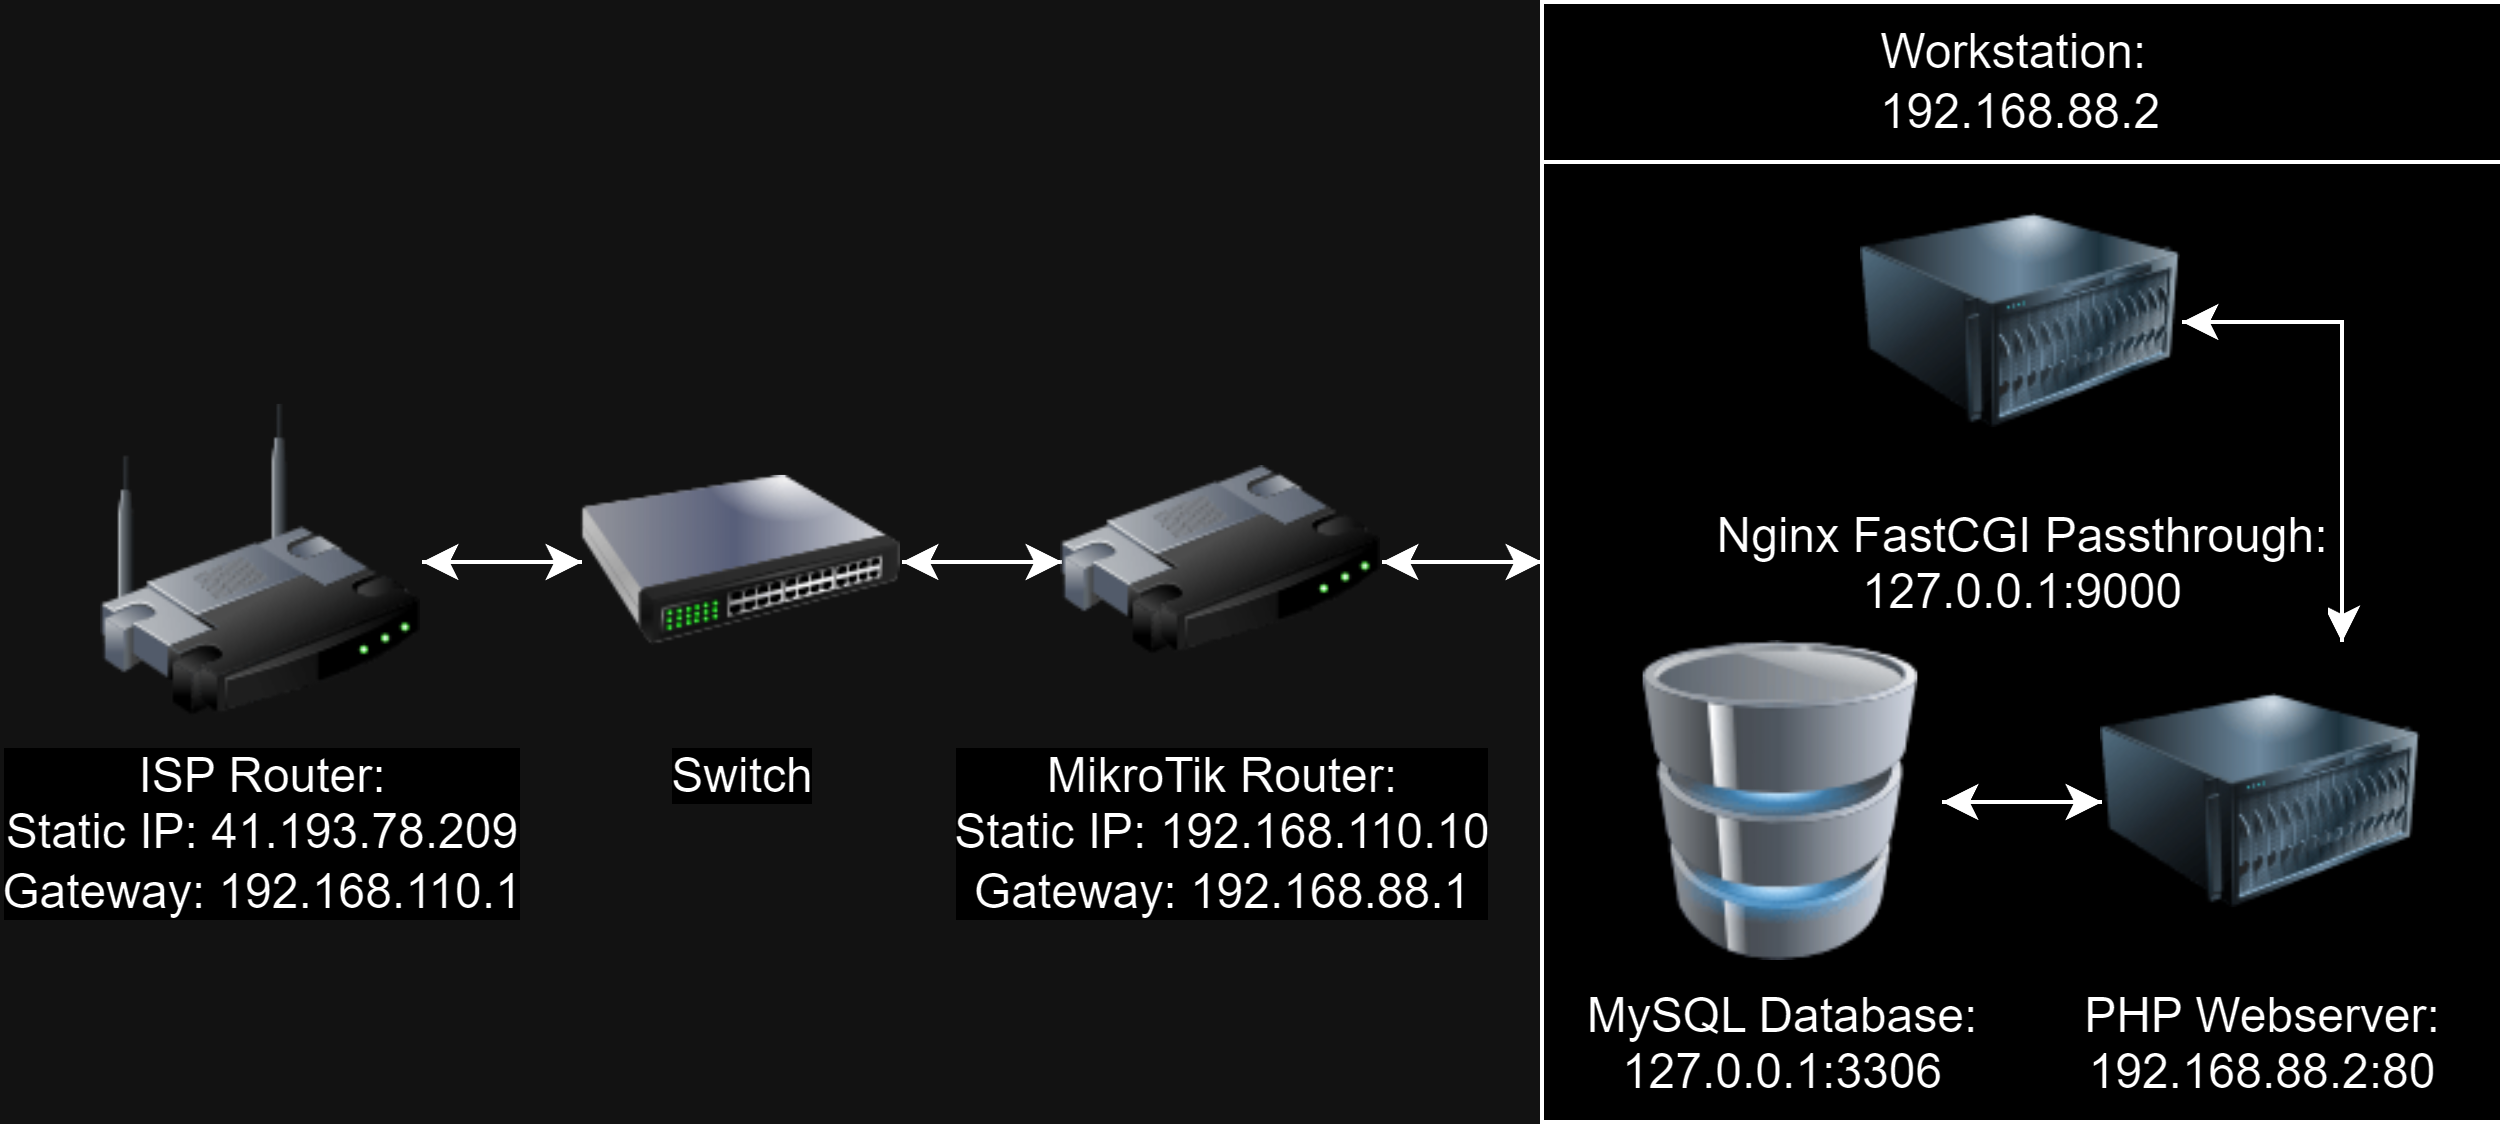 Workstation:
192.168.88.2
Nginx FastCGI Passthrough:
127.0.0.1:9000
ISP Router:
Static IP: 41.193.78.209
Gateway: 192.168.110.1
Switch
MikroTik Router:
Static IP: 192.168.110.10
Gateway: 192.168.88.1
MySQL Database:
127.0.0.1:3306
PHP Webserver:
192.168.88.2:80